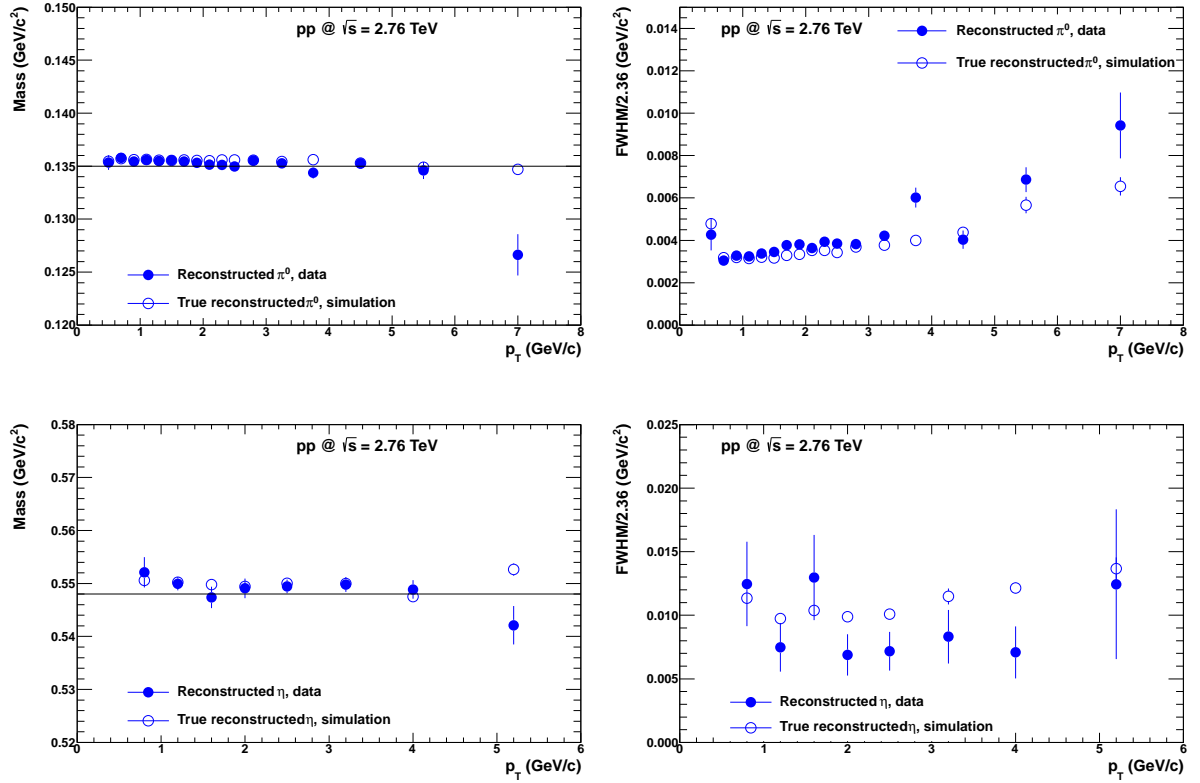 Mass (GeV/c²)
0.150
0.145
0.140
0.135
0.130
0.125
0.120
pp @ √s = 2.76 TeV
Reconstructed π⁰, data
True reconstructedπ⁰, simulation
0 1 2 3 4 5 6 7 8
p_T (GeV/c)
FWHM/2.36 (GeV/c²)
0.014
0.012
0.010
0.008
0.006
0.004
0.002
0.000
pp @ √s = 2.76 TeV
Reconstructed π⁰, data
True reconstructedπ⁰, simulation
0 1 2 3 4 5 6 7 8
p_T (GeV/c)
Mass (GeV/c²)
0.58
0.57
0.56
0.55
0.54
0.53
0.52
pp @ √s = 2.76 TeV
Reconstructed η, data
True reconstructedη, simulation
0 1 2 3 4 5 6
p_T (GeV/c)
FWHM/2.36 (GeV/c²)
0.025
0.020
0.015
0.010
0.005
0.000
pp @ √s = 2.76 TeV
Reconstructed η, data
True reconstructedη, simulation
0 1 2 3 4 5 6
p_T (GeV/c)